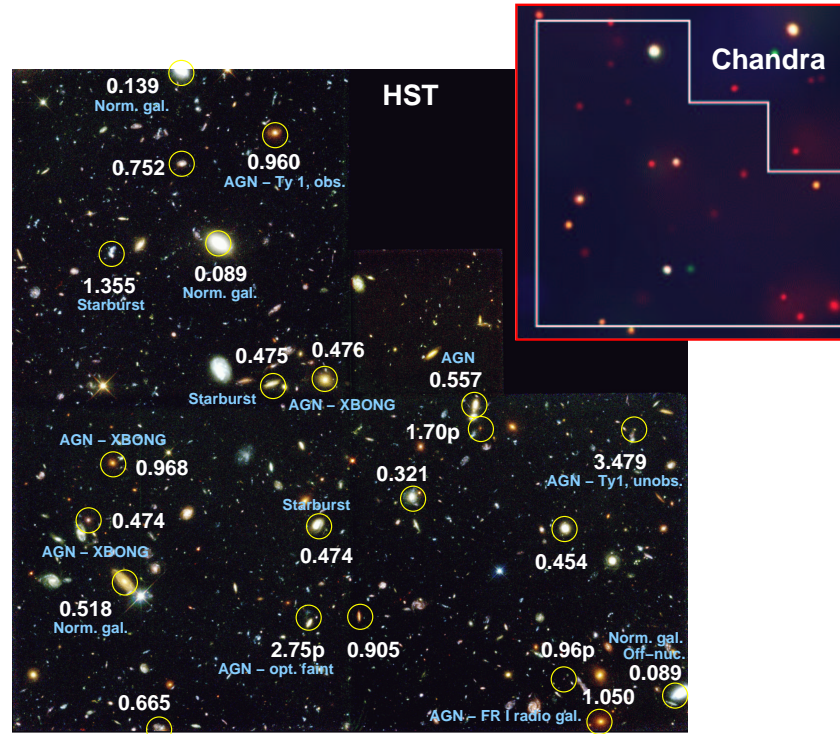 Chandra
HST
0.139
Norm. gal.
0.752
0.960
AGN – Ty 1, obs.
1.355
Starburst
0.089
Norm. gal.
0.475
0.476
Starburst
AGN – XBONG
AGN
0.557
1.70p
AGN – XBONG
0.968
0.321
3.479
AGN – Ty1, unobs.
0.474
AGN – XBONG
Starburst
0.474
0.454
0.518
Norm. gal.
2.75p
AGN – opt. faint
0.905
0.96p
Norm. gal.
Off–nuc.
0.089
0.665
1.050
AGN – FR I radio gal.